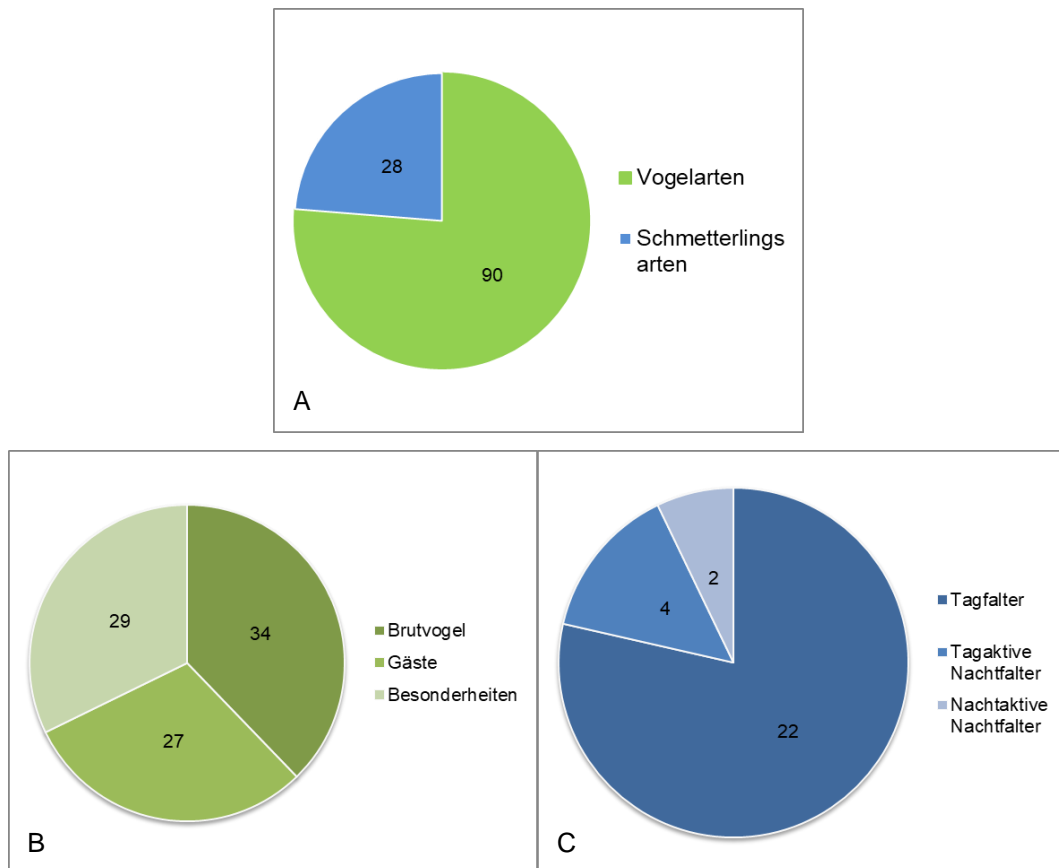 28
90
Vogelarten
Schmetterlings
arten
A
34
27
29
Brutvogel
Gäste
Besonderheiten
B
22
4
2
Tagfalter
Tagaktive
Nachtfalter
Nachtaktive
Nachtfalter
C